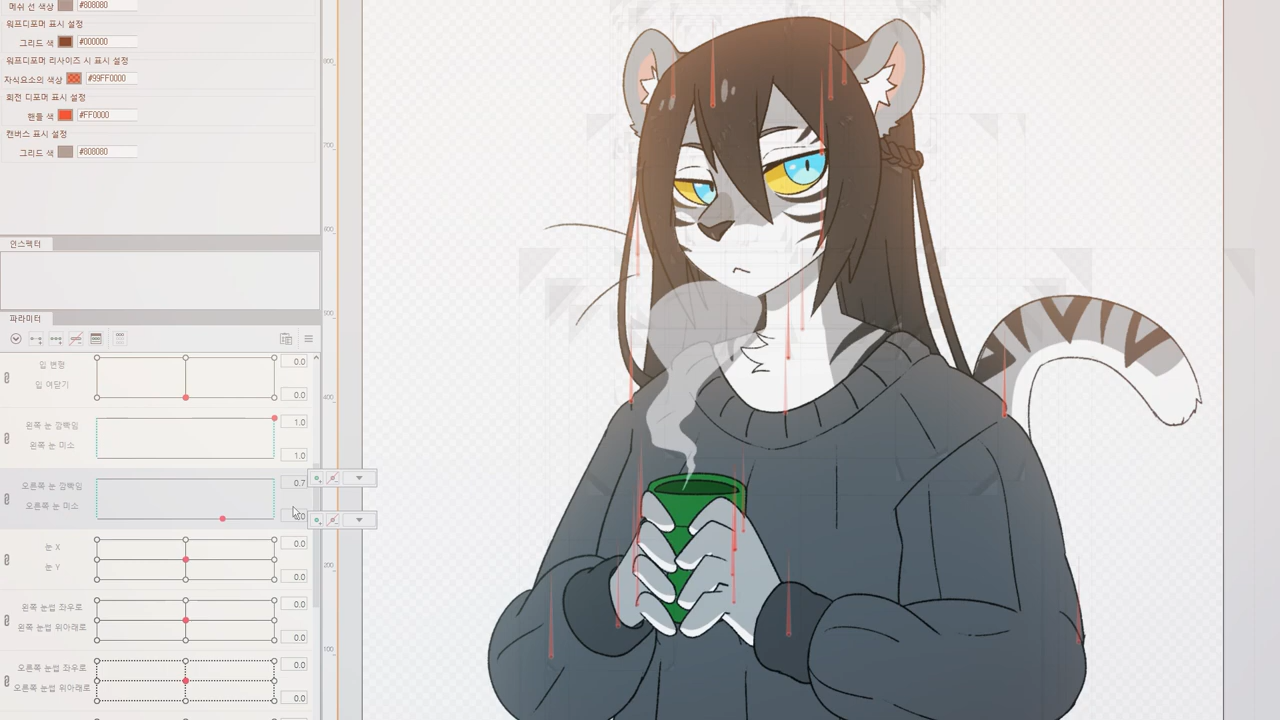 메쉬 선 색상 #808080
워프디포머 표시 설정
그리드 색 #000000
워프디포머 리사이즈 시 표시 설정
자식요소의 색상 #99FF0000
회전 디포머 표시 설정
핸들 색 #FF0000
캔버스 표시 설정
그리드 색 #808080
인스펙터
파라미터
입 변형 0.0
입 여닫기 0.0
왼쪽 눈 깜빡임 1.0
왼쪽 눈 미소 1.0
오른쪽 눈 깜빡임 0.7
오른쪽 눈 미소
눈 X 0.0
눈 Y 0.0
왼쪽 눈썹 좌우로 0.0
왼쪽 눈썹 위아래로 0.0
오른쪽 눈썹 좌우로 0.0
오른쪽 눈썹 위아래로 0.0
700
400
200
100